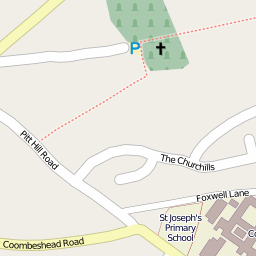 P
Pitt Hill Road
The Churchills
Foxwell Lane
St Joseph's
Primary
School
Coombeshead Road